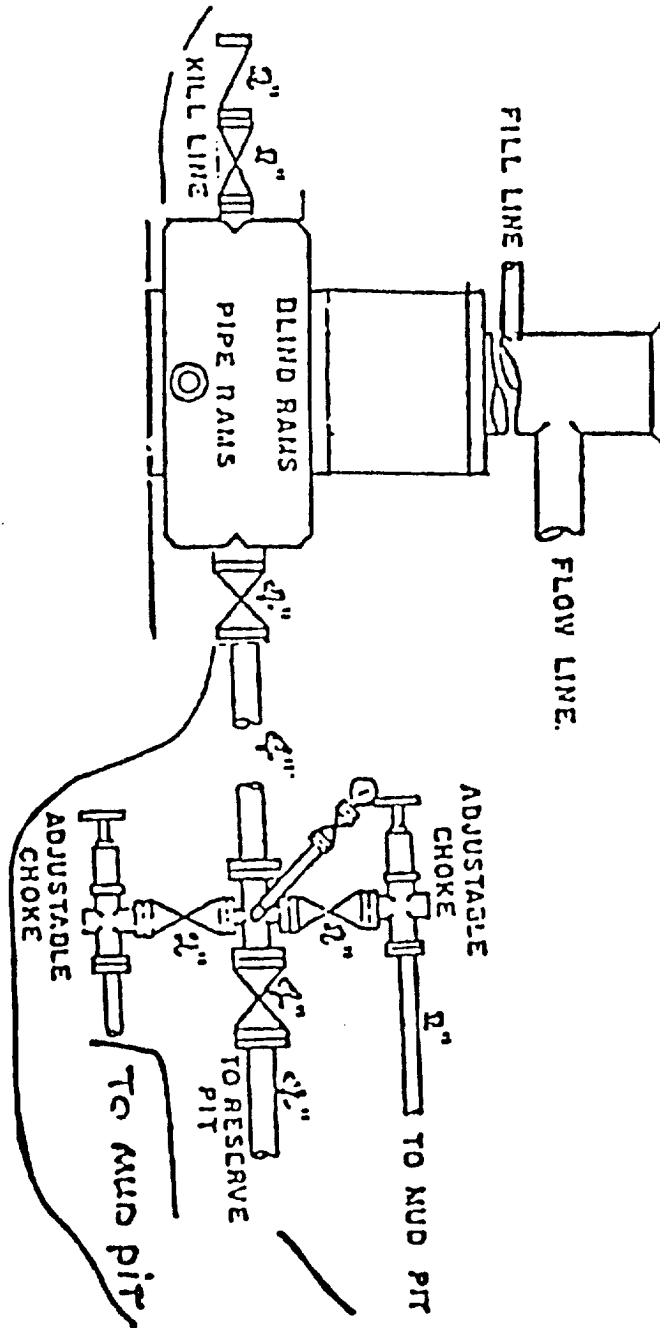 FILL LINE
FLOW LINE.
KILL LINE
2"
2"
BLIND RAMS
PIPE RAMS
4"
4"
ADJUSTABLE
CHOKE
2"
TO MUD PIT
2"
4"
4"
TO RESERVE
PIT
2"
ADJUSTABLE
CHOKE
TO MUD PIT